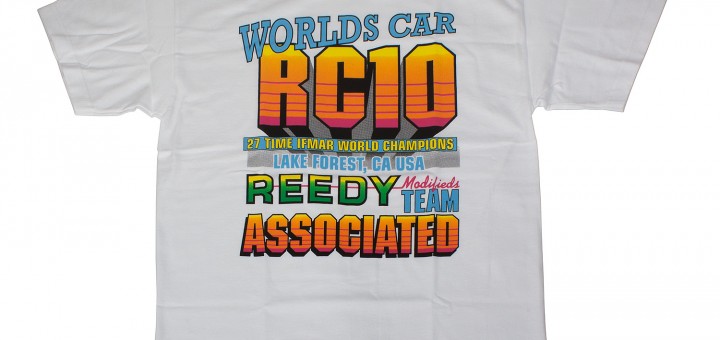 WORLDS CAR
RC10
27 TIME IFMAR WORLD CHAMPIONS
LAKE FOREST, CA USA
REEDY Modifieds
TEAM
ASSOCIATED